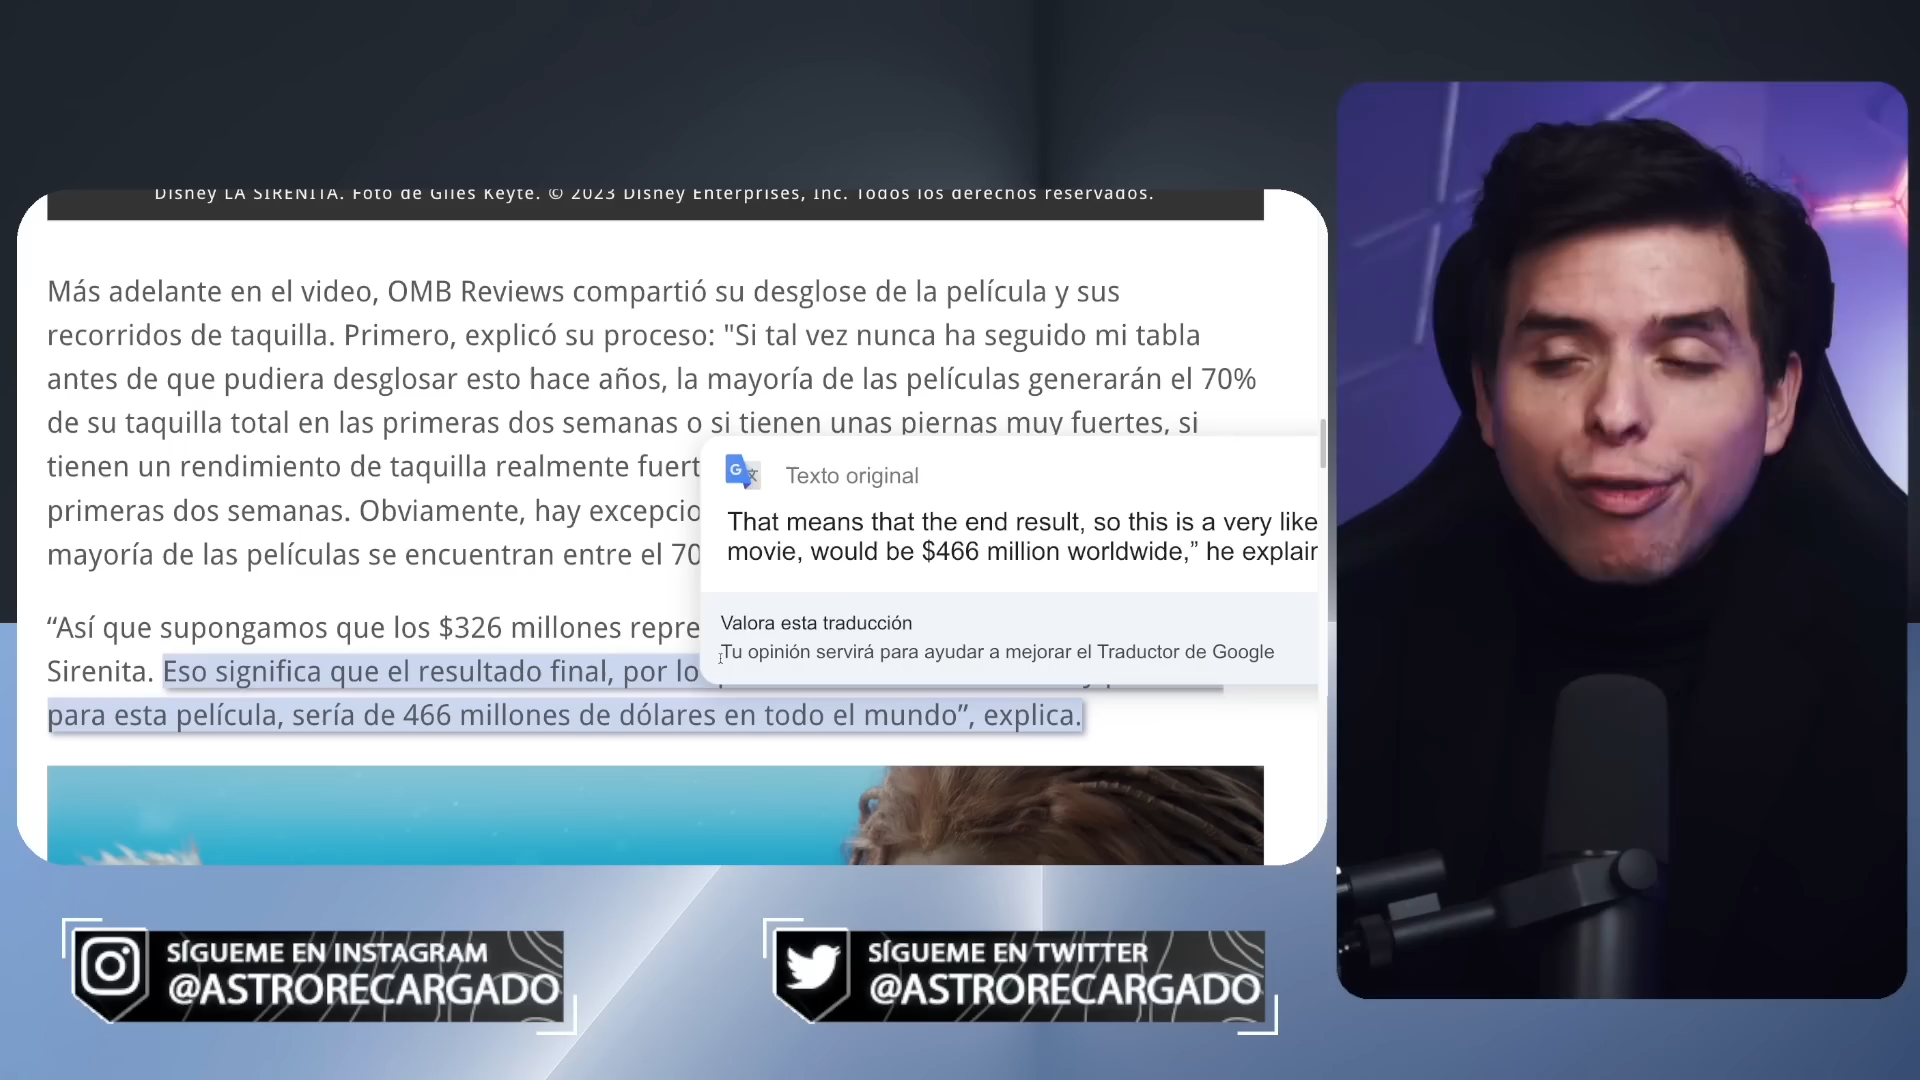 Disney LA SIRENITA. Foto de Giles Keyte. © 2023 Disney Enterprises, Inc. Todos los derechos reservados.
Más adelante en el video, OMB Reviews compartió su desglose de la película y sus
recorridos de taquilla. Primero, explicó su proceso: "Si tal vez nunca ha seguido mi tabla
antes de que pudiera desglosar esto hace años, la mayoría de las películas generarán el 70%
de su taquilla total en las primeras dos semanas o si tienen unas piernas muy fuertes, si
tienen un rendimiento de taquilla realmente fuert
primeras dos semanas. Obviamente, hay excepcio
mayoría de las películas se encuentran entre el 70
“Así que supongamos que los $326 millones repre
Sirenita. Eso significa que el resultado final, por lo
para esta película, sería de 466 millones de dólares en todo el mundo”, explica.
Texto original
That means that the end result, so this is a very like
movie, would be $466 million worldwide,” he explain
Valora esta traducción
Tu opinión servirá para ayudar a mejorar el Traductor de Google
SÍGUEME EN INSTAGRAM
@ASTRORECARGADO
SÍGUEME EN TWITTER
@ASTRORECARGADO